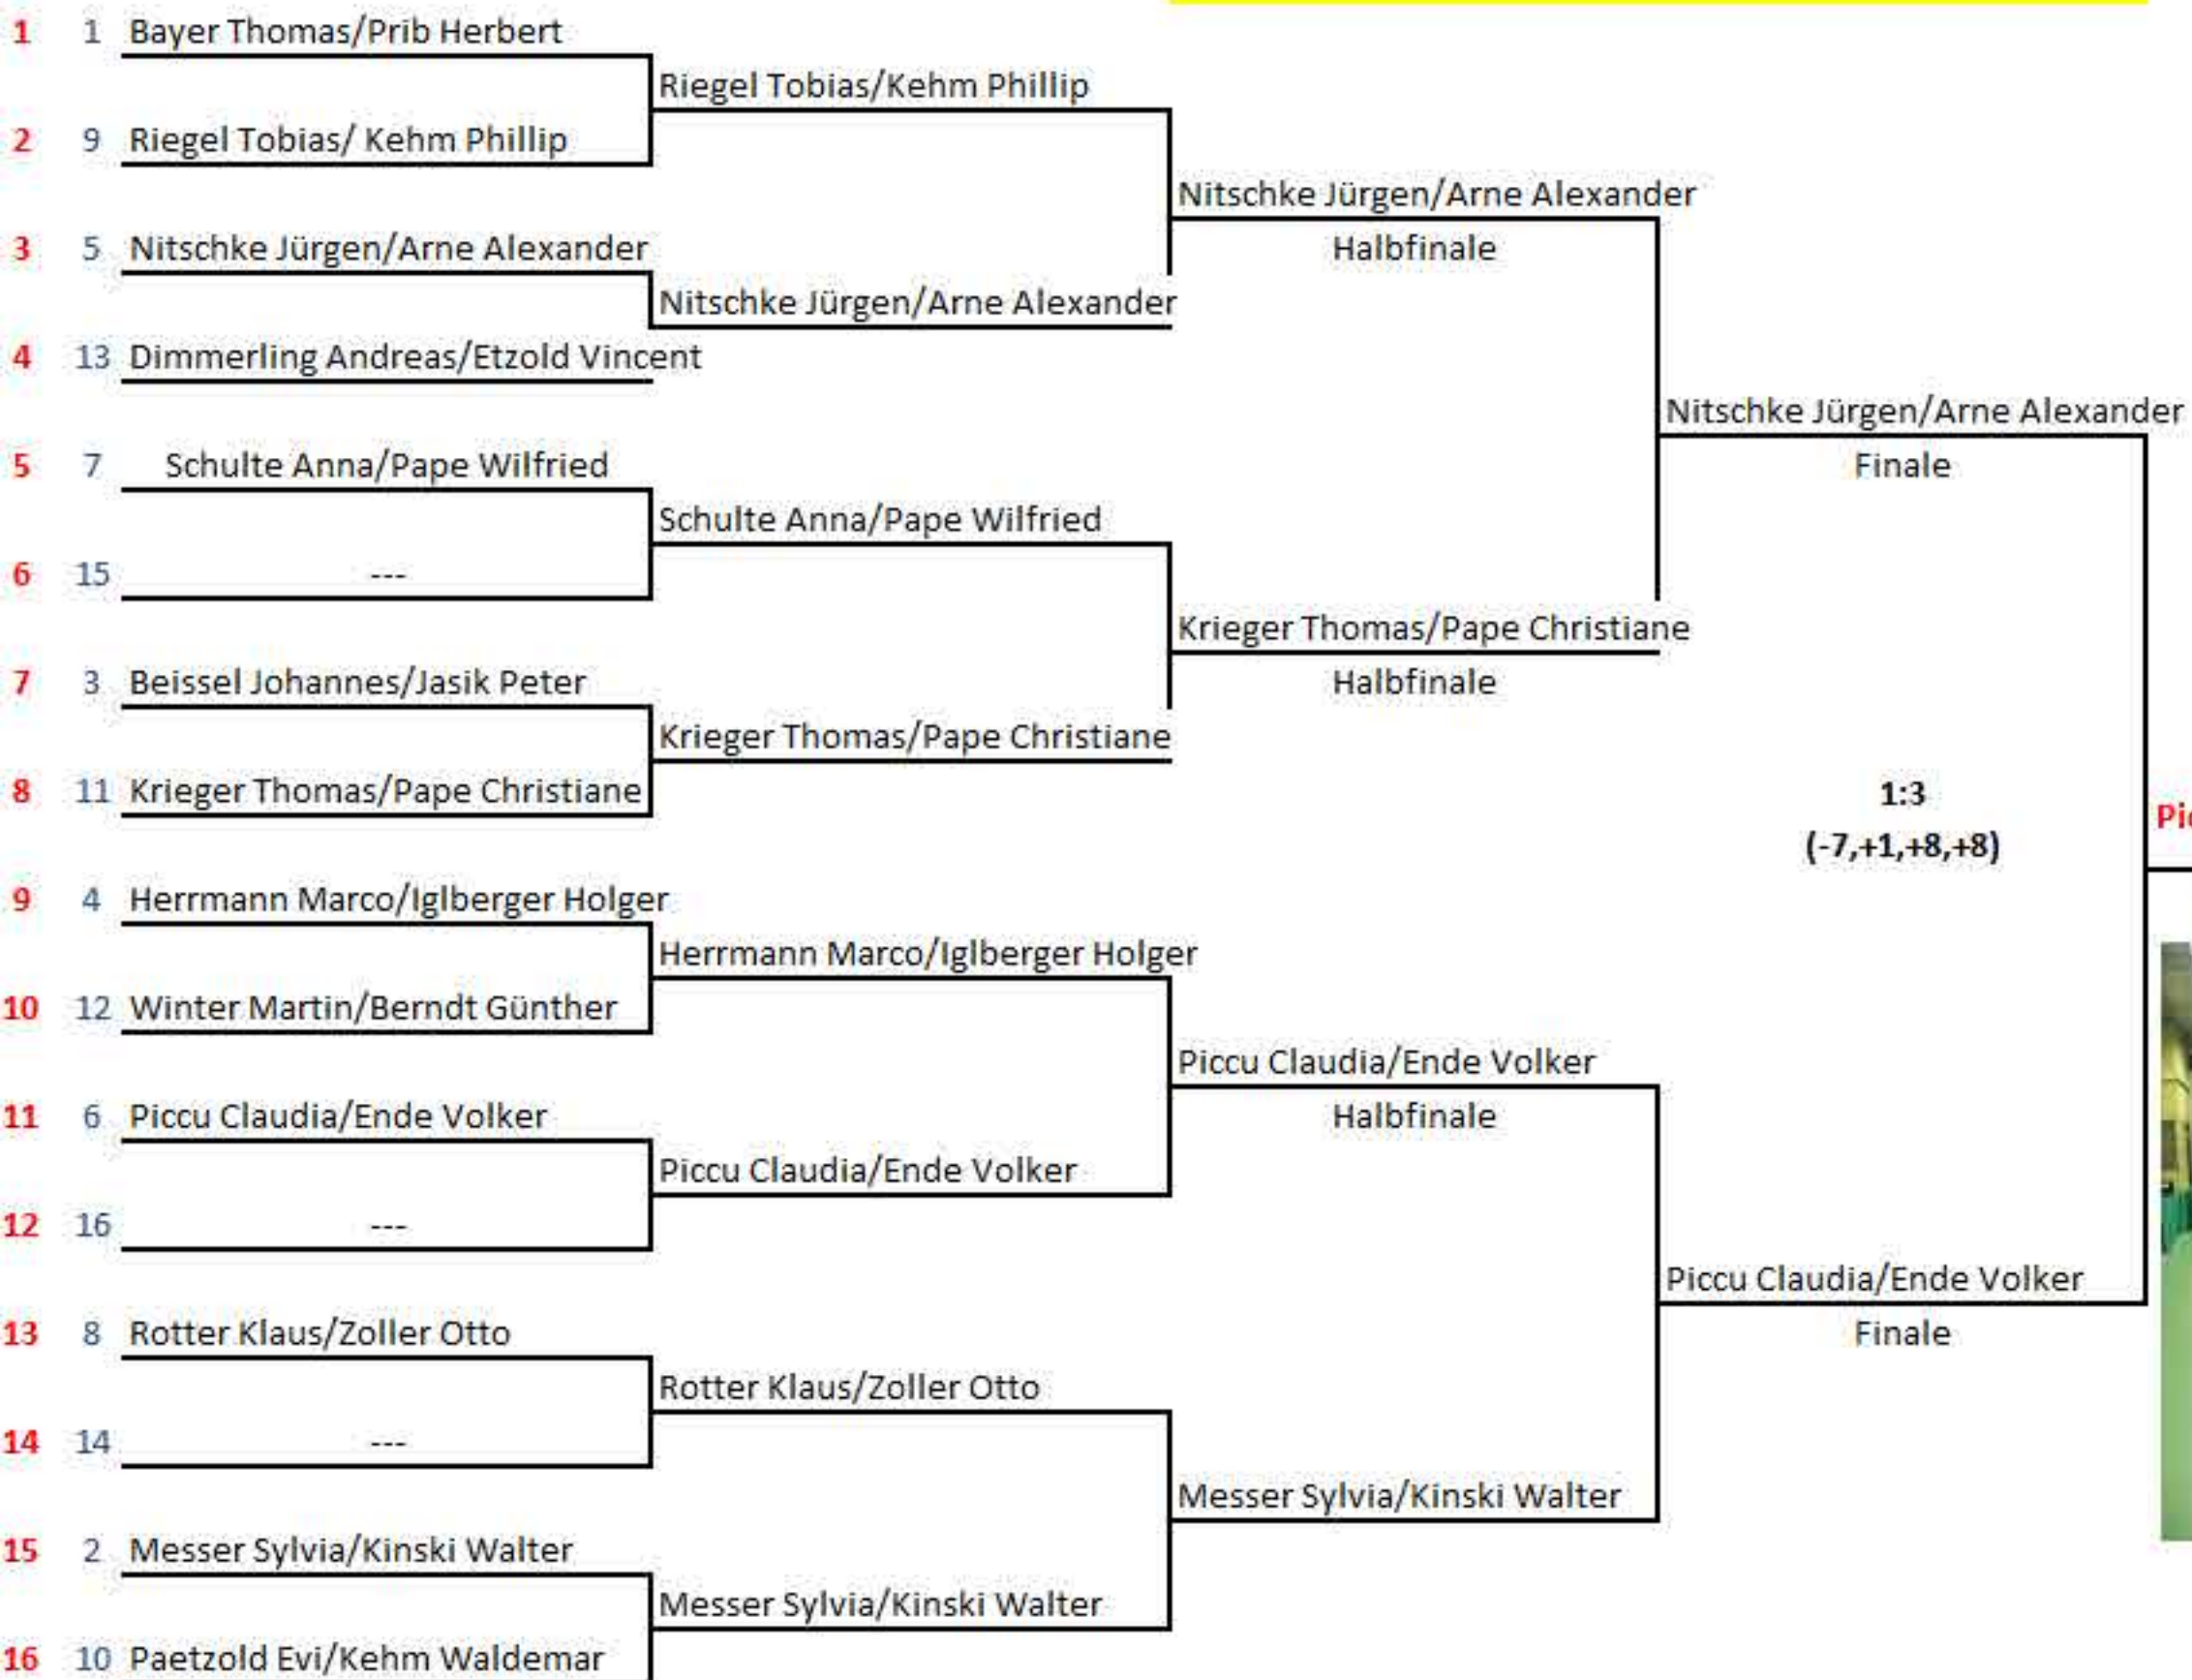 1 1 Bayer Thomas/Prib Herbert
Riegel Tobias/Kehm Phillip
2 9 Riegel Tobias/ Kehm Phillip
Nitschke Jürgen/Arne Alexander
3 5 Nitschke Jürgen/Arne Alexander
Halbfinale
Nitschke Jürgen/Arne Alexander
4 13 Dimmerling Andreas/Etzold Vincent
Nitschke Jürgen/Arne Alexander
5 7 Schulte Anna/Pape Wilfried
Finale
Schulte Anna/Pape Wilfried
6 15 ---
Krieger Thomas/Pape Christiane
7 3 Beissel Johannes/Jasik Peter
Halbfinale
Krieger Thomas/Pape Christiane
8 11 Krieger Thomas/Pape Christiane
1:3
(-7,+1,+8,+8)
9 4 Herrmann Marco/Iglberger Holger
Herrmann Marco/Iglberger Holger
10 12 Winter Martin/Berndt Günther
Piccu Claudia/Ende Volker
11 6 Piccu Claudia/Ende Volker
Halbfinale
Piccu Claudia/Ende Volker
12 16 ---
Piccu Claudia/Ende Volker
13 8 Rotter Klaus/Zoller Otto
Finale
Rotter Klaus/Zoller Otto
14 14 ---
Messer Sylvia/Kinski Walter
15 2 Messer Sylvia/Kinski Walter
Messer Sylvia/Kinski Walter
16 10 Paetzold Evi/Kehm Waldemar